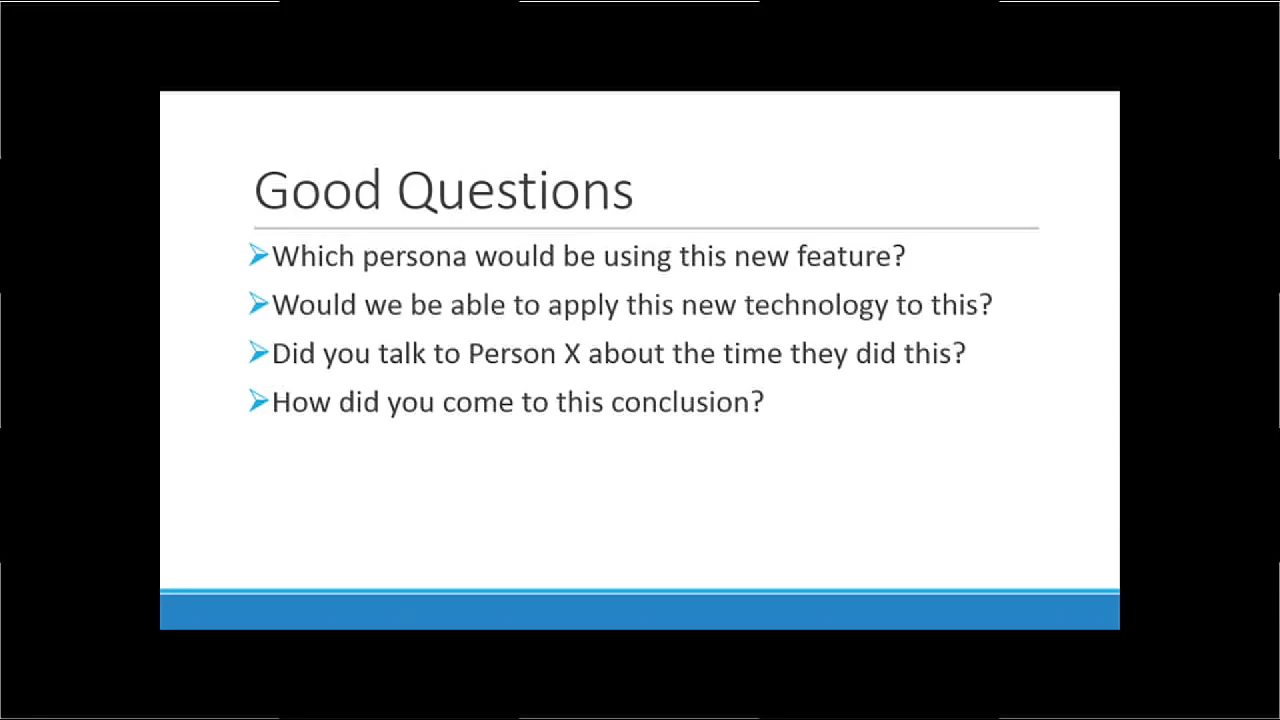 Good Questions
Which persona would be using this new feature?
Would we be able to apply this new technology to this?
Did you talk to Person X about the time they did this?
How did you come to this conclusion?